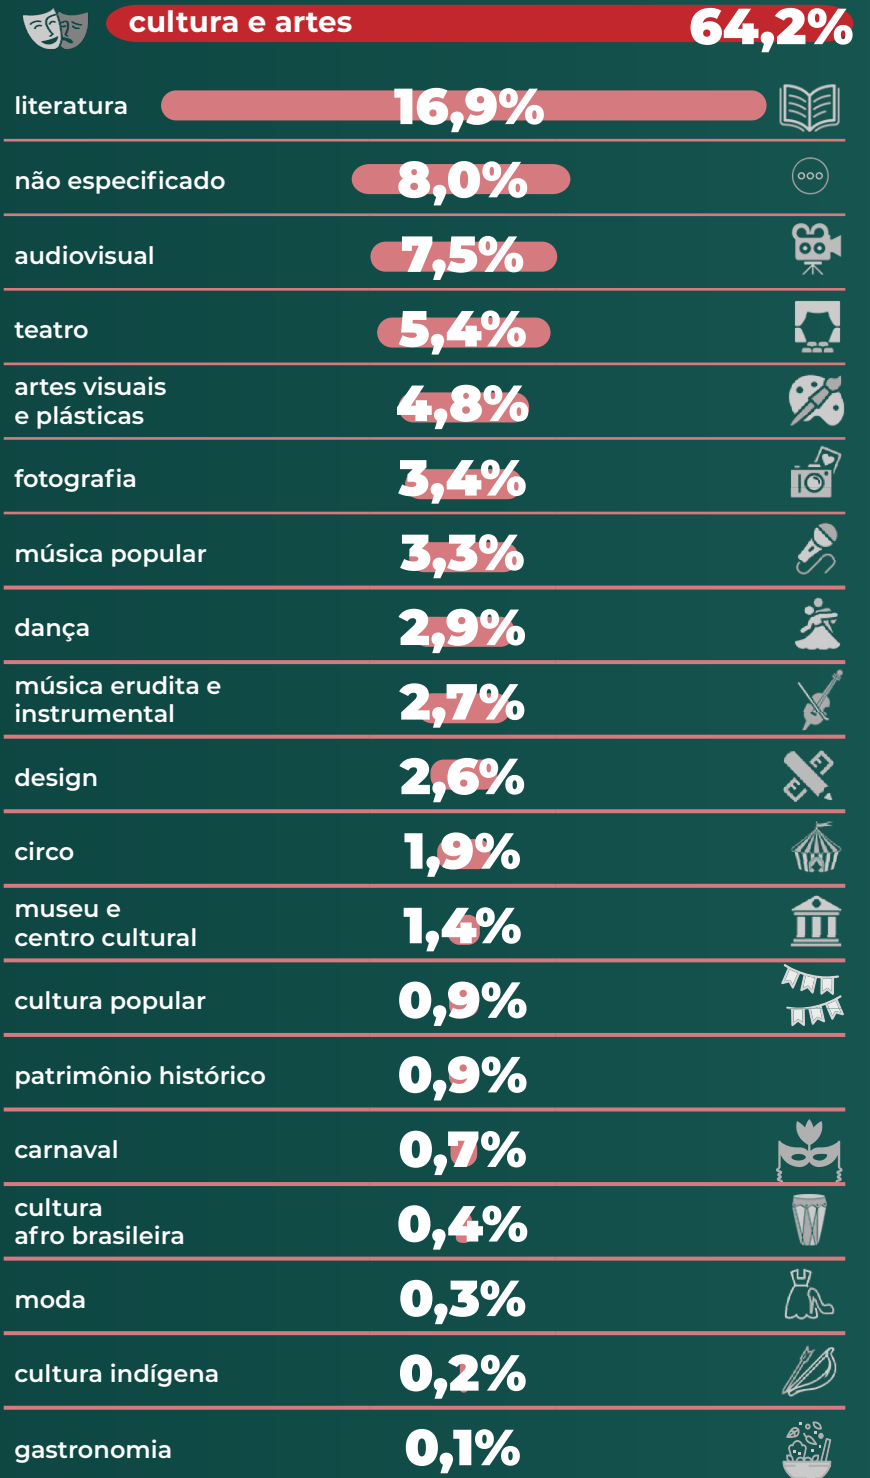 cultura e artes 64,2%
literatura 16,9%
não especificado 8,0%
audiovisual 7,5%
teatro 5,4%
artes visuais
e plásticas 4,8%
fotografia 3,4%
música popular 3,3%
dança 2,9%
música erudita e
instrumental 2,7%
design 2,6%
circo 1,9%
museu e
centro cultural 1,4%
cultura popular 0,9%
patrimônio histórico 0,9%
carnaval 0,7%
cultura
afro brasileira 0,4%
moda 0,3%
cultura indígena 0,2%
gastronomia 0,1%